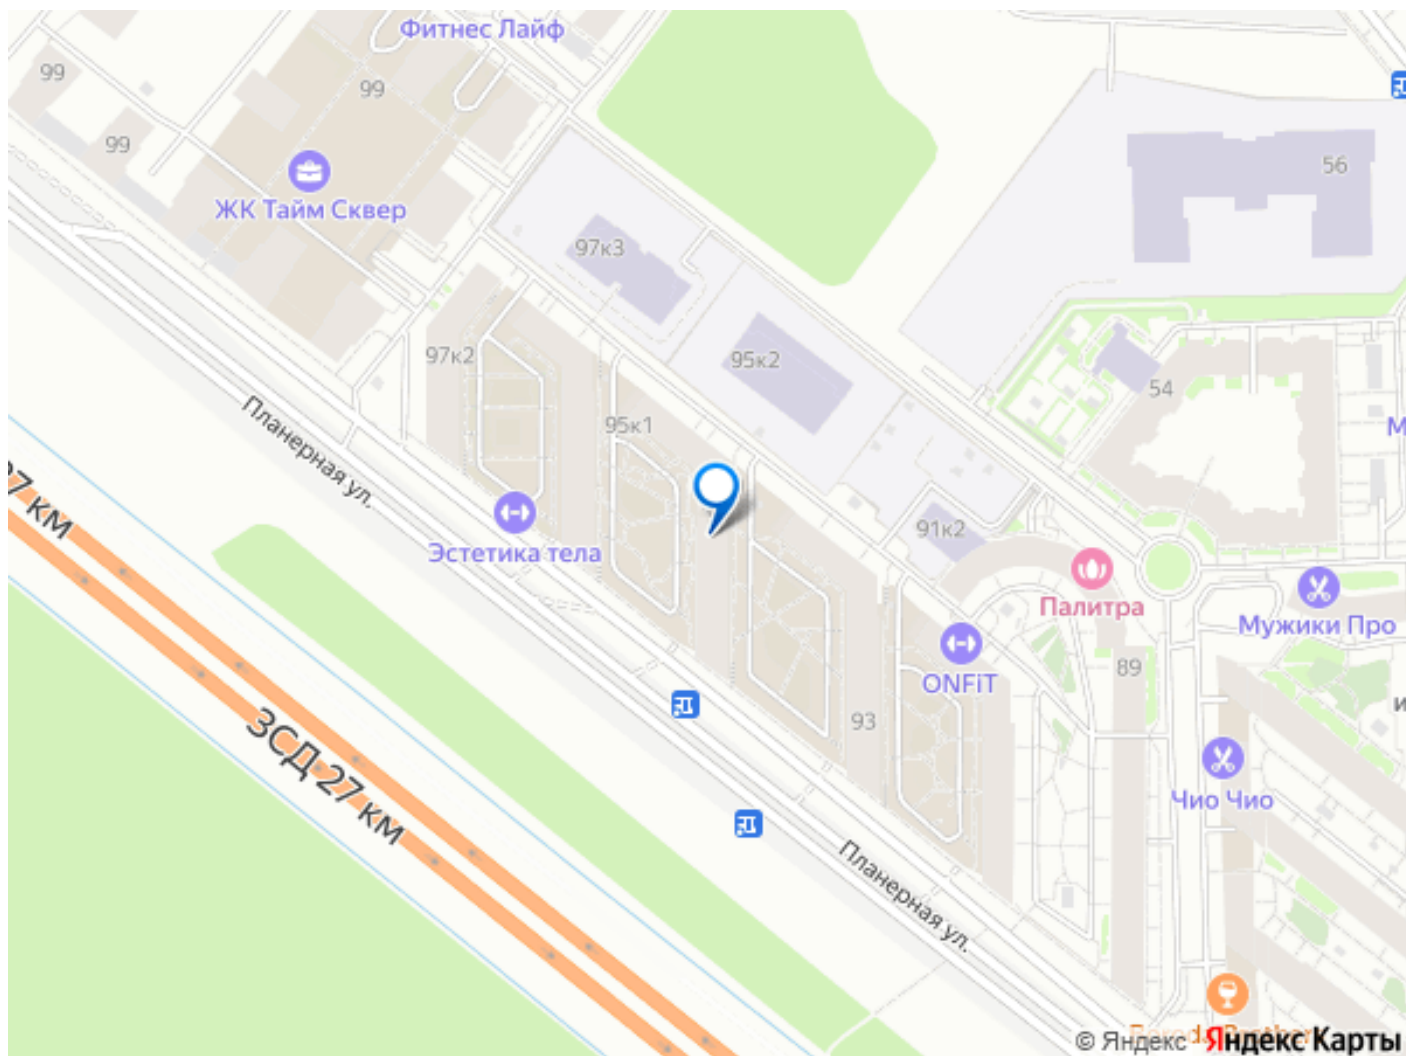 Фитнес Лайф
99
99
99
ЖК Тайм Сквер
56
97к3
97к2
95к2
54
95к1
М
Планерная ул.
27 км
Эстетика тела
91к2
Палитра
Мужики Про
ONFiT
89
93
и
ЗСД 27 км
Чио Чио
Планерная ул.
© Яндекс Яндекс Карты